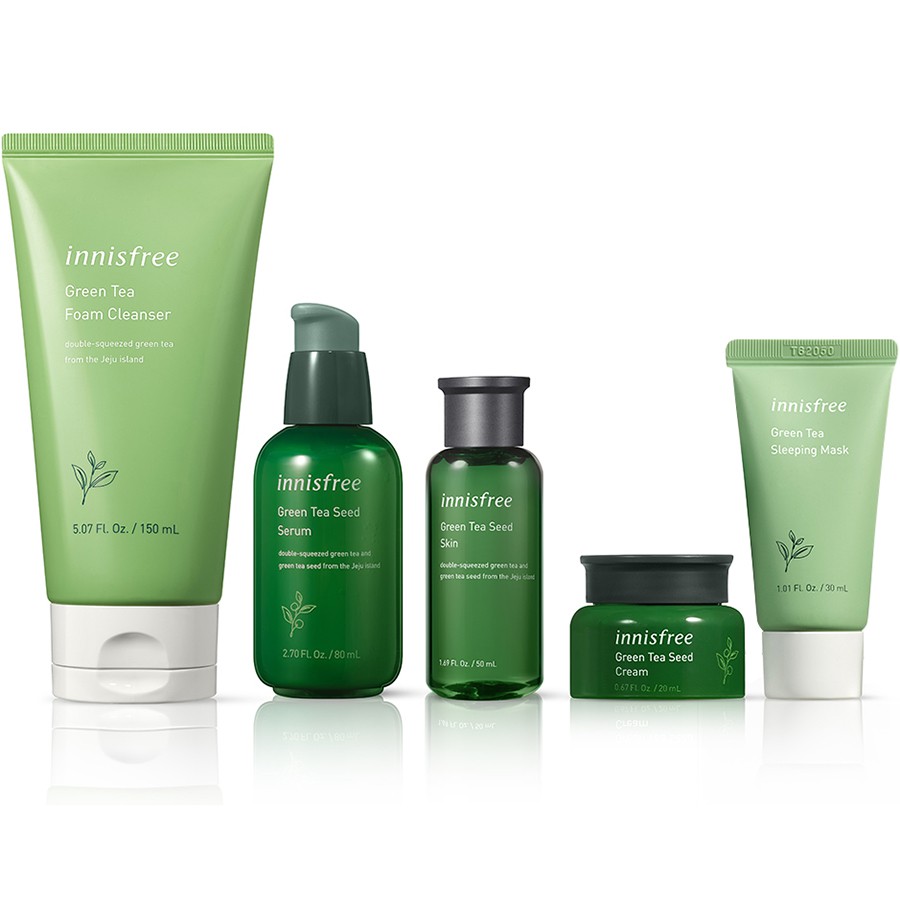 innisfree
Green Tea
Foam Cleanser
double-squeezed green tea
from the Jeju island
5.07 Fl. Oz. / 150 mL
innisfree
Green Tea Seed
Serum
double-squeezed green tea and
green tea seed from the Jeju island
2.70 Fl. Oz. / 80 mL
innisfree
Green Tea Seed
Skin
double-squeezed green tea and
green tea seed from the Jeju island
1.69 Fl. Oz. / 50 mL
innisfree
Green Tea Seed
Cream
0.67 Fl. Oz. / 20 mL
T62050
innisfree
Green Tea
Sleeping Mask
1.01 Fl. Oz. / 30 mL